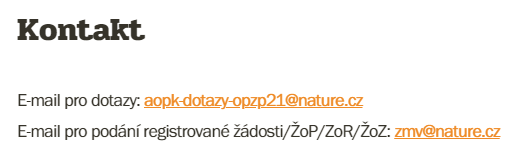 Kontakt
E-mail pro dotazy: aopk-dotazy-opzp21@nature.cz
E-mail pro podání registrované žádosti/ŽoP/ZoR/ŽoZ: zmv@nature.cz